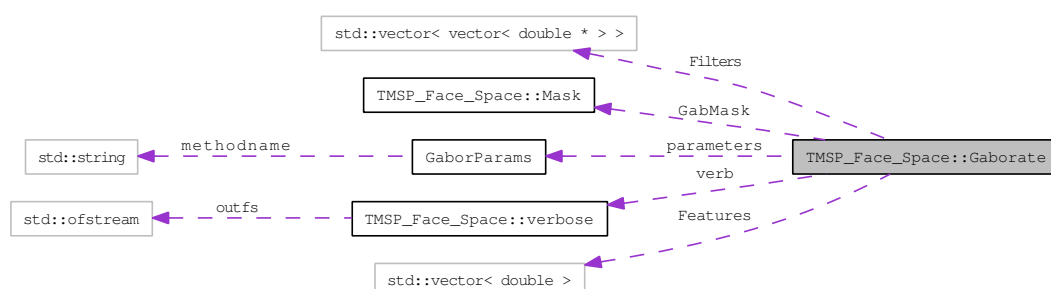 std::vector< vector< double * > >
Filters
TMSP_Face_Space::Mask
GabMask
std::string
methodname
GaborParams
parameters
TMSP_Face_Space::Gaborate
verb
std::ofstream
outfs
TMSP_Face_Space::verbose
Features
std::vector< double >